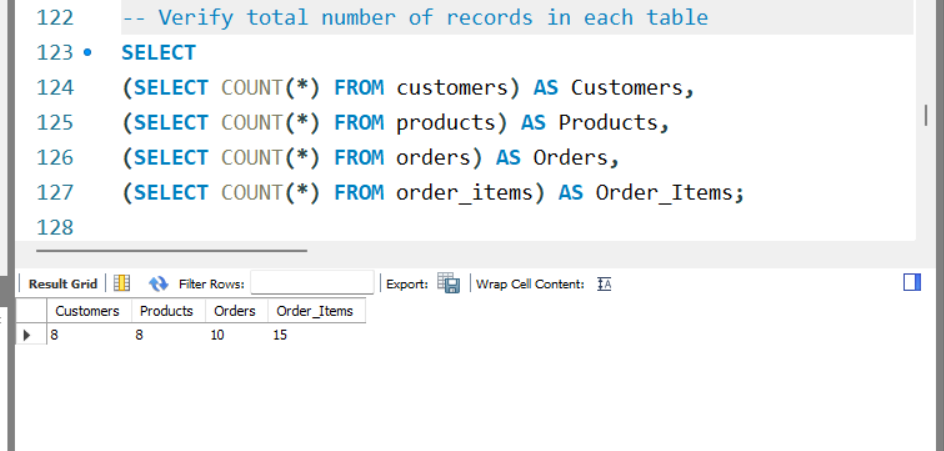 122 -- Verify total number of records in each table
123 SELECT
124 (SELECT COUNT(*) FROM customers) AS Customers,
125 (SELECT COUNT(*) FROM products) AS Products,
126 (SELECT COUNT(*) FROM orders) AS Orders,
127 (SELECT COUNT(*) FROM order_items) AS Order_Items;
128
Result Grid Filter Rows: Export: Wrap Cell Content:
Customers Products Orders Order_Items
8 8 10 15